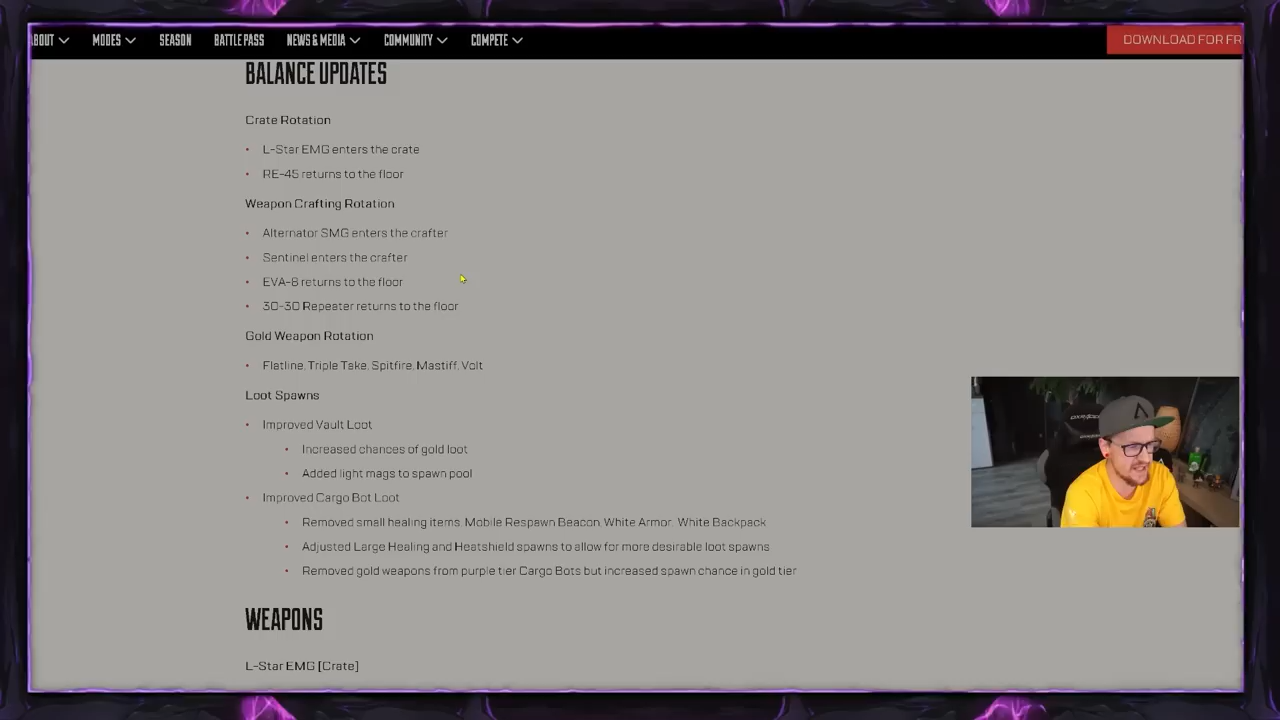 ABOUT MODES SEASON BATTLE PASS NEWS & MEDIA COMMUNITY COMPETE DOWNLOAD FOR FR
BALANCE UPDATES
Crate Rotation
• L-Star EMG enters the crate
• RE-45 returns to the floor
Weapon Crafting Rotation
• Alternator SMG enters the crafter
• Sentinel enters the crafter
• EVA-8 returns to the floor
• 30-30 Repeater returns to the floor
Gold Weapon Rotation
• Flatline, Triple Take, Spitfire, Mastiff, Volt
Loot Spawns
• Improved Vault Loot
• Increased chances of gold loot
• Added light mags to spawn pool
• Improved Cargo Bot Loot
• Removed small healing items, Mobile Respawn Beacon, White Armor, White Backpack
• Adjusted Large Healing and Heatshield spawns to allow for more desirable loot spawns
• Removed gold weapons from purple tier Cargo Bots but increased spawn chance in gold tier
WEAPONS
L-Star EMG [Crate]